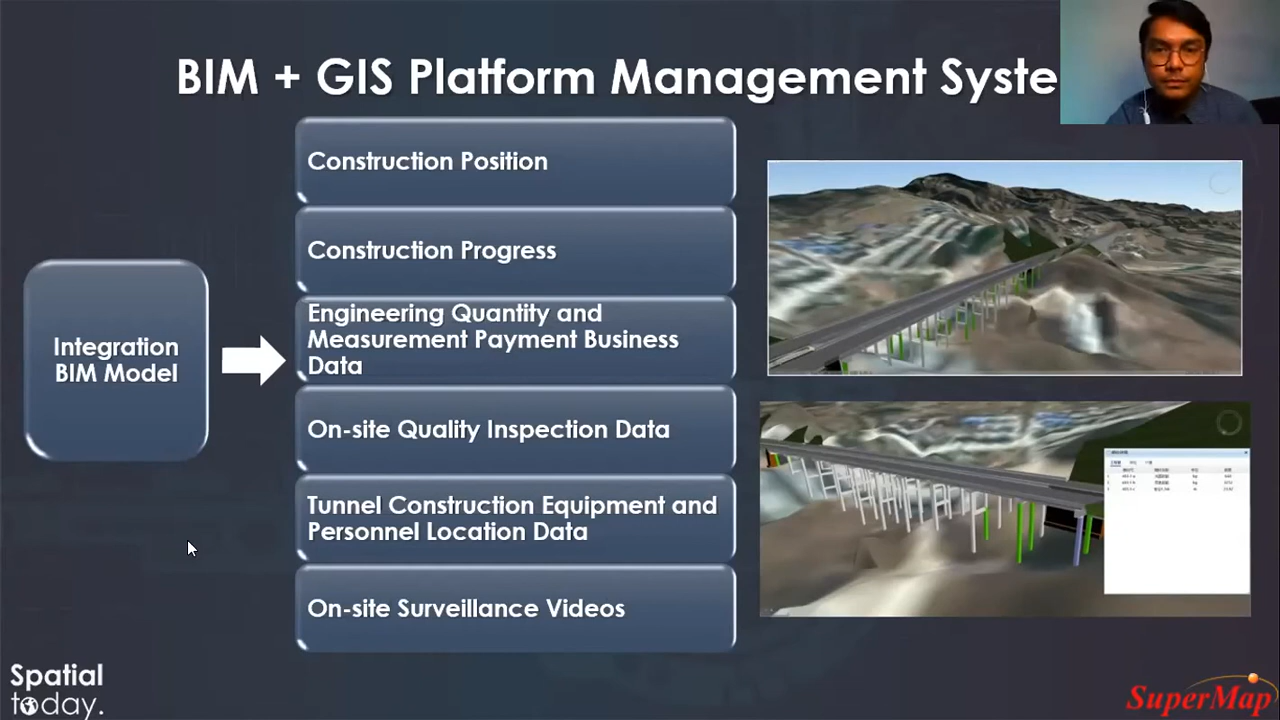 BIM + GIS Platform Management Syste
Construction Position
Construction Progress
Engineering Quantity and
Measurement Payment Business
Data
Integration
BIM Model
On-site Quality Inspection Data
Tunnel Construction Equipment and
Personnel Location Data
On-site Surveillance Videos
Spatial
today.
SuperMap